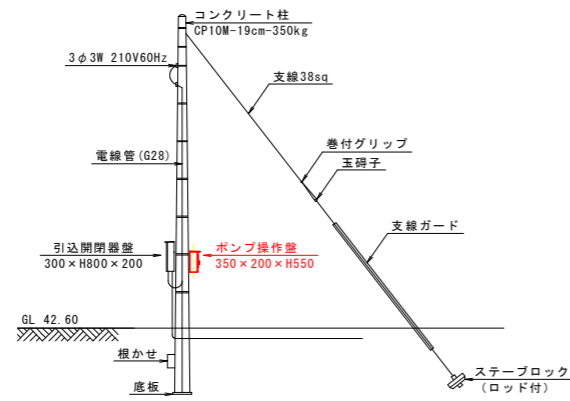 コンクリート柱
CP10M-19cm-350kg
3φ3W 210V60Hz
支線38sq
巻付グリップ
玉碍子
電線管(G28)
支線ガード
引込開閉器盤
300×H800×200
ポンプ操作盤
350×200×H550
GL 42.60
根かせ
底板
ステーブロック
(ロッド付)